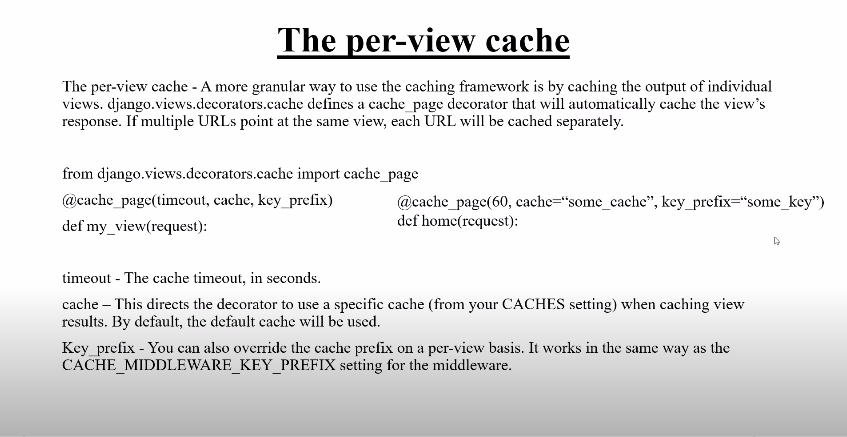 The per-view cache
The per-view cache - A more granular way to use the caching framework is by caching the output of individual
views. django.views.decorators.cache defines a cache_page decorator that will automatically cache the view's
response. If multiple URLs point at the same view, each URL will be cached separately.
from django.views.decorators.cache import cache_page
@cache_page(timeout, cache, key_prefix)
def my_view(request):
@cache_page(60, cache=“some_cache”, key_prefix=“some_key”)
def home(request):
timeout - The cache timeout, in seconds.
cache – This directs the decorator to use a specific cache (from your CACHES setting) when caching view
results. By default, the default cache will be used.
Key_prefix - You can also override the cache prefix on a per-view basis. It works in the same way as the
CACHE_MIDDLEWARE_KEY_PREFIX setting for the middleware.